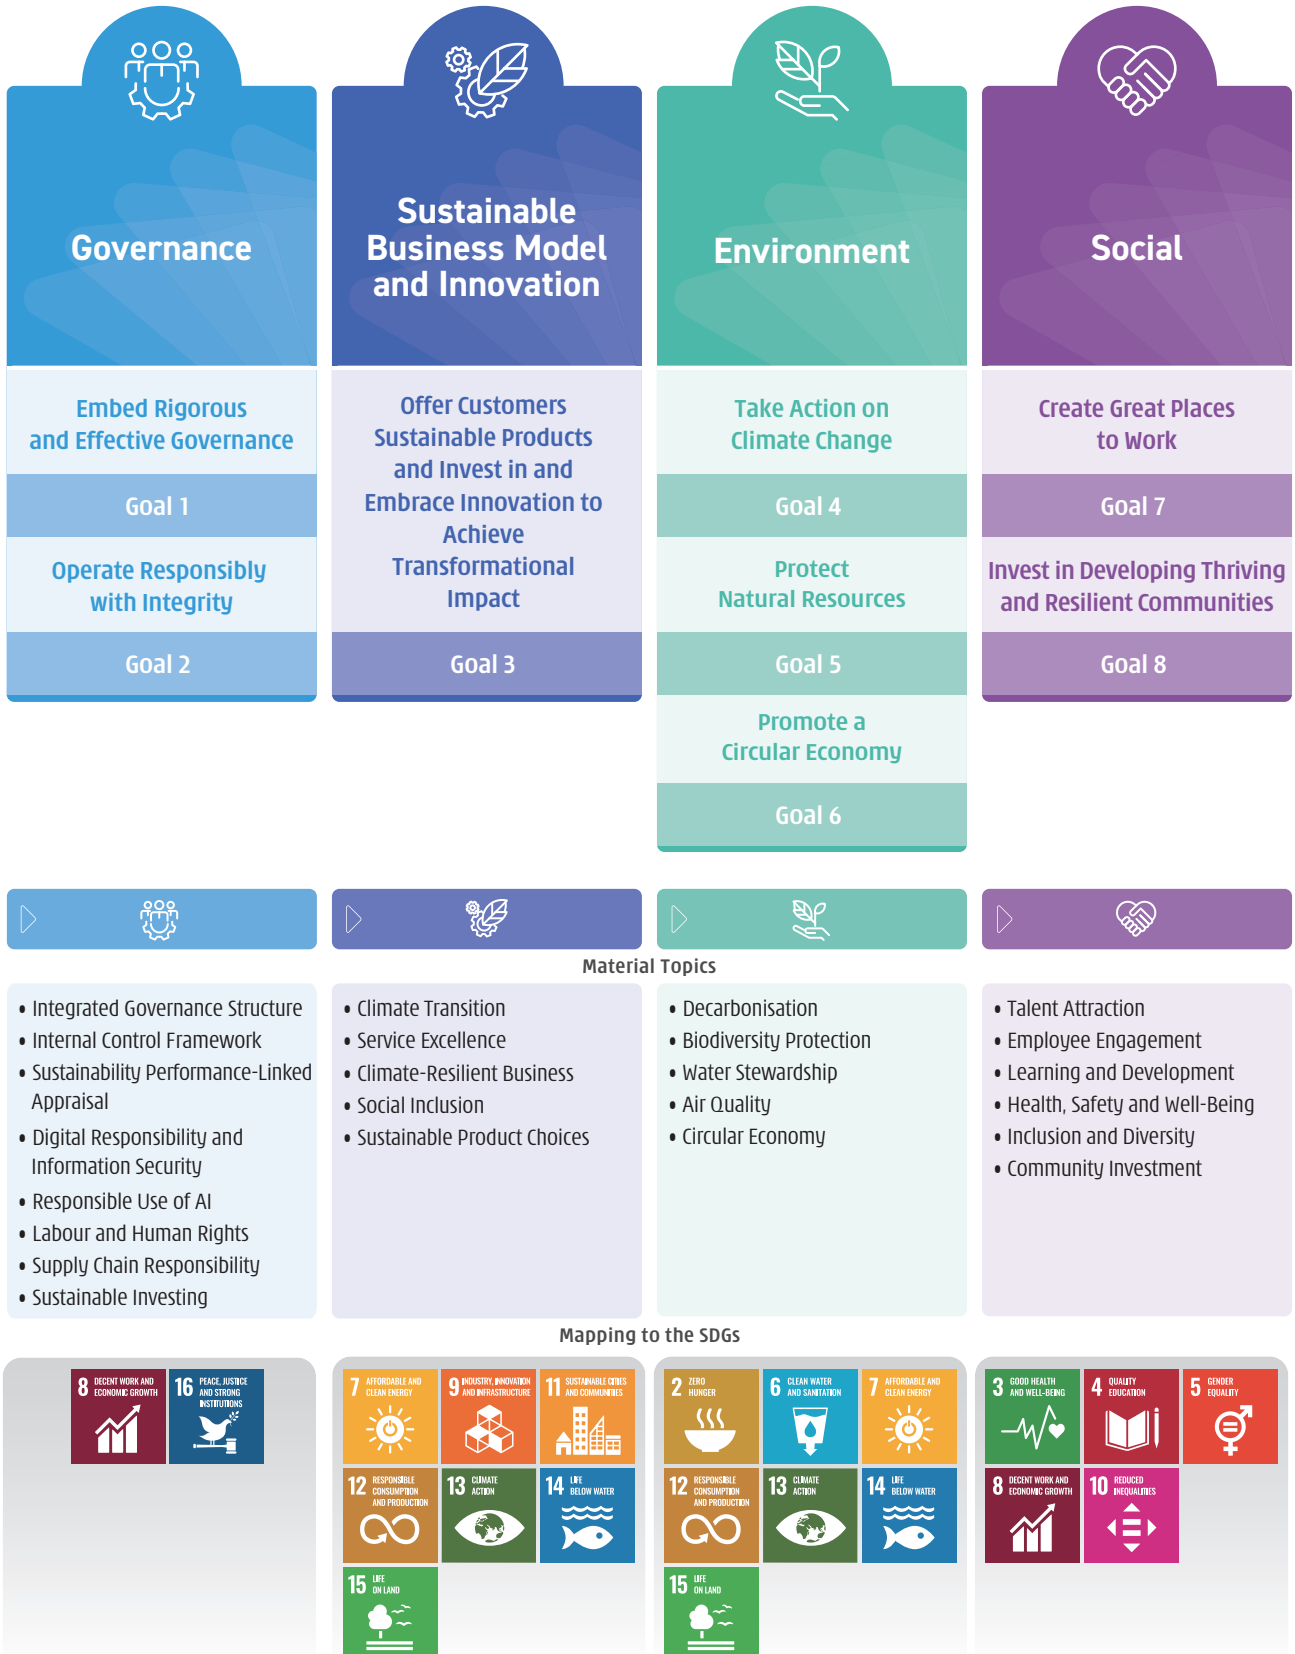 Governance
Embed Rigorous
and Effective Governance
Goal 1
Operate Responsibly
with Integrity
Goal 2
Sustainable
Business Model
and Innovation
Offer Customers
Sustainable Products
and Invest in and
Embrace Innovation to
Achieve
Transformational
Impact
Goal 3
Environment
Take Action on
Climate Change
Goal 4
Protect
Natural Resources
Goal 5
Promote a
Circular Economy
Goal 6
Social
Create Great Places
to Work
Goal 7
Invest in Developing Thriving
and Resilient Communities
Goal 8
Material Topics
• Integrated Governance Structure
• Internal Control Framework
• Sustainability Performance-Linked
Appraisal
• Digital Responsibility and
Information Security
• Responsible Use of AI
• Labour and Human Rights
• Supply Chain Responsibility
• Sustainable Investing
• Climate Transition
• Service Excellence
• Climate-Resilient Business
• Social Inclusion
• Sustainable Product Choices
• Decarbonisation
• Biodiversity Protection
• Water Stewardship
• Air Quality
• Circular Economy
• Talent Attraction
• Employee Engagement
• Learning and Development
• Health, Safety and Well-Being
• Inclusion and Diversity
• Community Investment
Mapping to the SDGs
8 DECENT WORK AND
ECONOMIC GROWTH
16 PEACE, JUSTICE
AND STRONG
INSTITUTIONS
7 AFFORDABLE AND
CLEAN ENERGY
9 INDUSTRY, INNOVATION
AND INFRASTRUCTURE
11 SUSTAINABLE CITIES
AND COMMUNITIES
12 RESPONSIBLE
CONSUMPTION
AND PRODUCTION
13 CLIMATE
ACTION
14 LIFE
BELOW WATER
15 LIFE
ON LAND
2 ZERO
HUNGER
6 CLEAN WATER
AND SANITATION
7 AFFORDABLE AND
CLEAN ENERGY
12 RESPONSIBLE
CONSUMPTION
AND PRODUCTION
13 CLIMATE
ACTION
14 LIFE
BELOW WATER
15 LIFE
ON LAND
3 GOOD HEALTH
AND WELL-BEING
4 QUALITY
EDUCATION
5 GENDER
EQUALITY
8 DECENT WORK AND
ECONOMIC GROWTH
10 REDUCED
INEQUALITIES